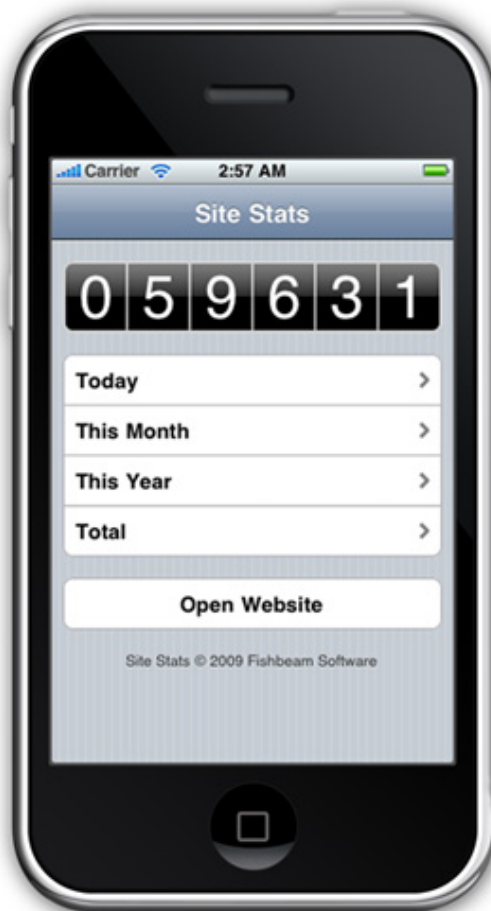 Carrier 2:57 AM
Site Stats
059631
Today
This Month
This Year
Total
Open Website
Site Stats © 2009 Fishbeam Software